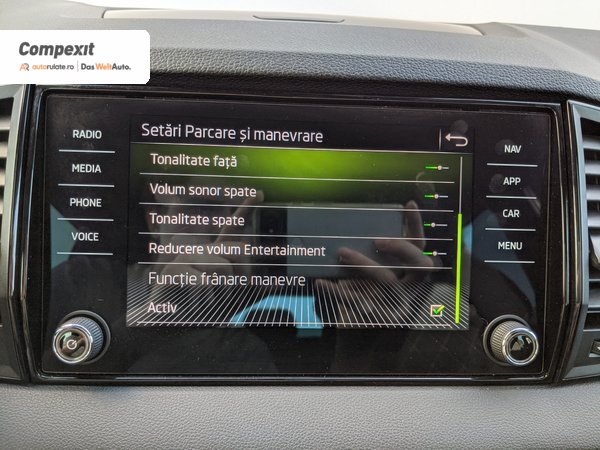 Compexit
autorulate.ro | Das WeltAuto.
RADIO
MEDIA
PHONE
VOICE
Setări Parcare și manevrare
Tonalitate față
Volum sonor spate
Tonalitate spate
Reducere volum Entertainment
Funcție frânare manevre
Activ
NAV
APP
CAR
MENU